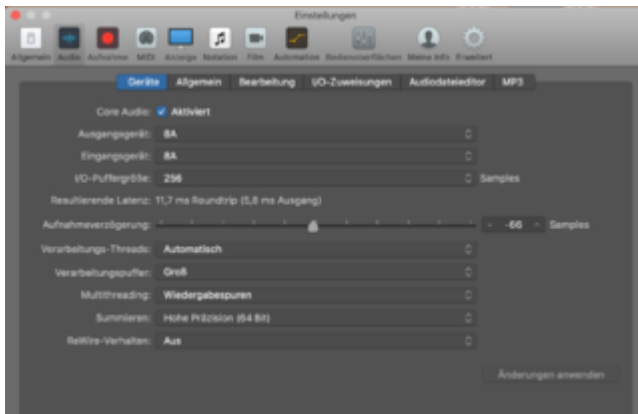 Einstellungen
Allgemein Audio Aufnahme MIDI Anzeige Notation Film Automation Bedienoberflächen Meine Info Erweitert
Geräte Allgemein Bearbeitung I/O-Zuweisungen Audiodateieditor MP3
Core Audio: Aktiviert
Ausgangsgerät: 8A
Eingangsgerät: 8A
I/O-Puffergröße: 256 Samples
Resultierende Latenz: 11,7 ms Roundtrip (5,8 ms Ausgang)
Aufnahmeverzögerung: -66 Samples
Verarbeitungs-Threads: Automatisch
Verarbeitungspuffer: Groß
Multithreading: Wiedergabespuren
Summieren: Hohe Präzision (64 Bit)
ReWire-Verhalten: Aus
Änderungen anwenden